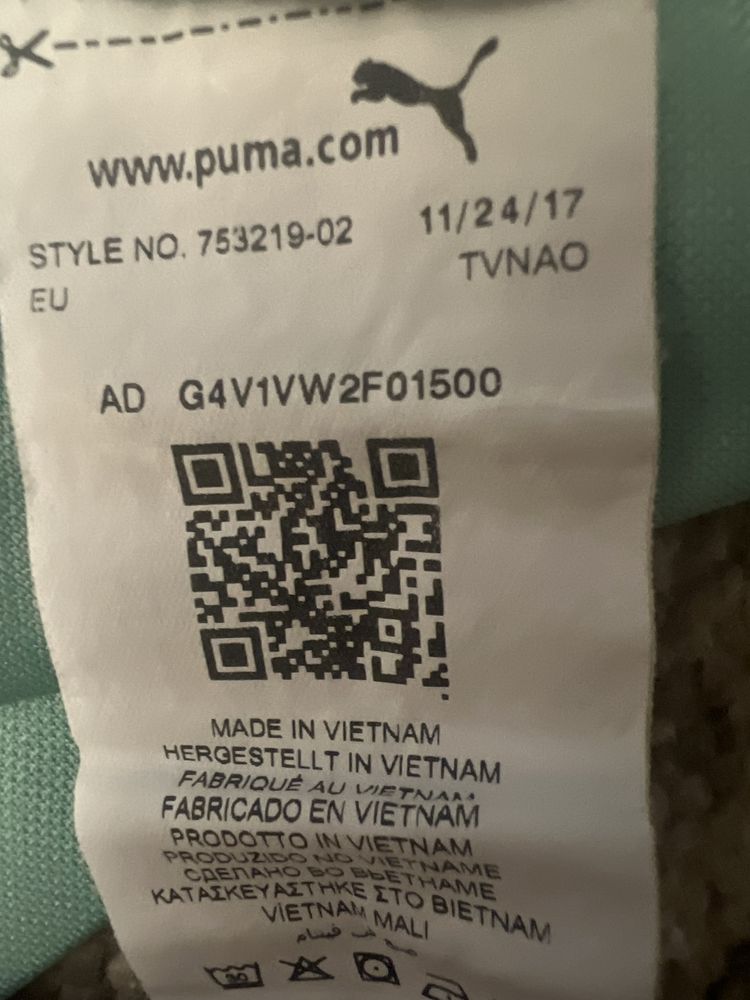 www.puma.com
STYLE NO. 753219-02 11/24/17
EU TVNAO
AD G4V1VW2F01500
MADE IN VIETNAM
HERGESTELLT IN VIETNAM
FABRIQUÉ AU VIETNAM
FABRICADO EN VIETNAM
PRODOTTO IN VIETNAM
PRODUZIDO NO VIETNAME
СДЕЛАНО ВО ВЬЕТНАМЕ
ΚΑΤΑΣΚΕΥΑΣΤΗΚΕ ΣΤΟ ΒΙΕΤΝΑΜ
VIETNAM MALI
30